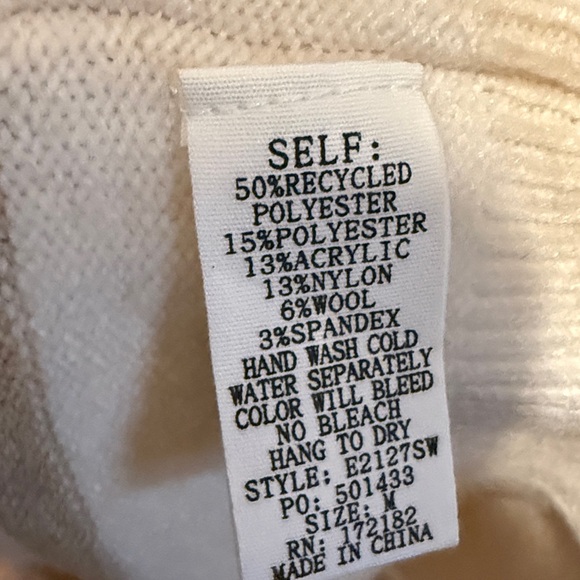 SELF:
50%RECYCLED
POLYESTER
15%POLYESTER
13%ACRYLIC
13%NYLON
6%WOOL
3%SPANDEX
HAND WASH COLD
WATER SEPARATELY
COLOR WILL BLEED
NO BLEACH
HANG TO DRY
STYLE: E2127SW
PO: 501433
SIZE: M
RN: 172182
MADE IN CHINA